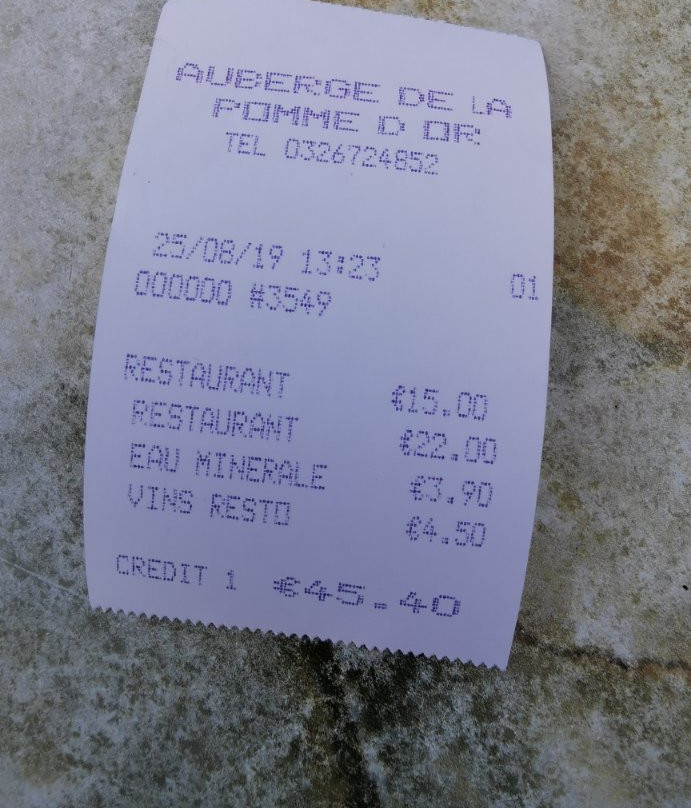 AUBERGE DE LA
POMME D OR
TEL 0326724852
25/08/19 13:23
01
000000 #3549
RESTAURANT €15.00
RESTAURANT €22.00
EAU MINERALE €3.90
VINS RESTO €4.50
CREDIT 1 €45.40